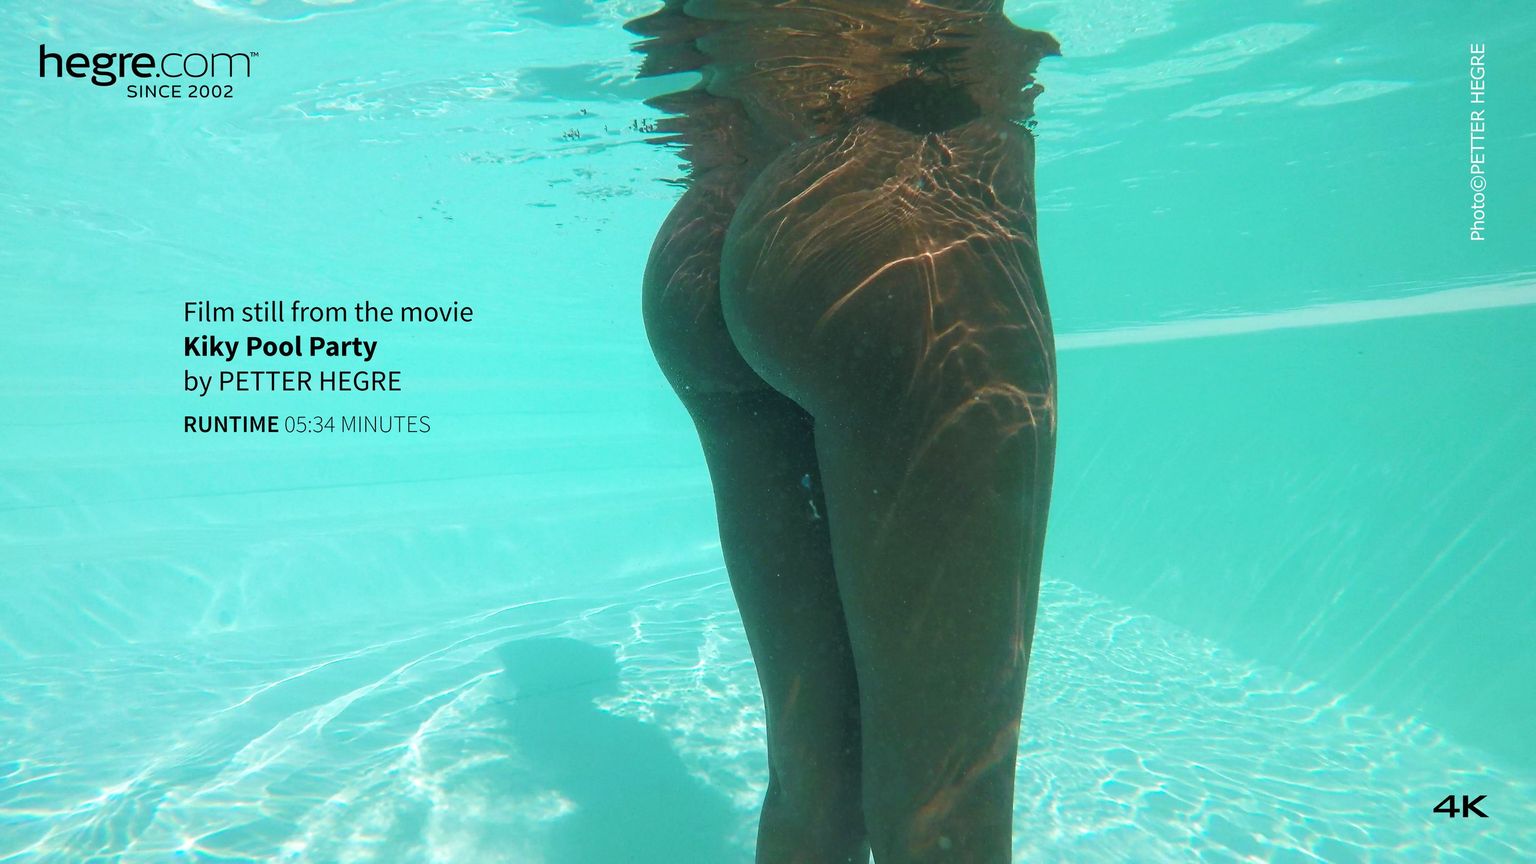 hegre.com™
SINCE 2002
Photo©PETTER HEGRE
Film still from the movie
Kiky Pool Party
by PETTER HEGRE
RUNTIME 05:34 MINUTES
4K